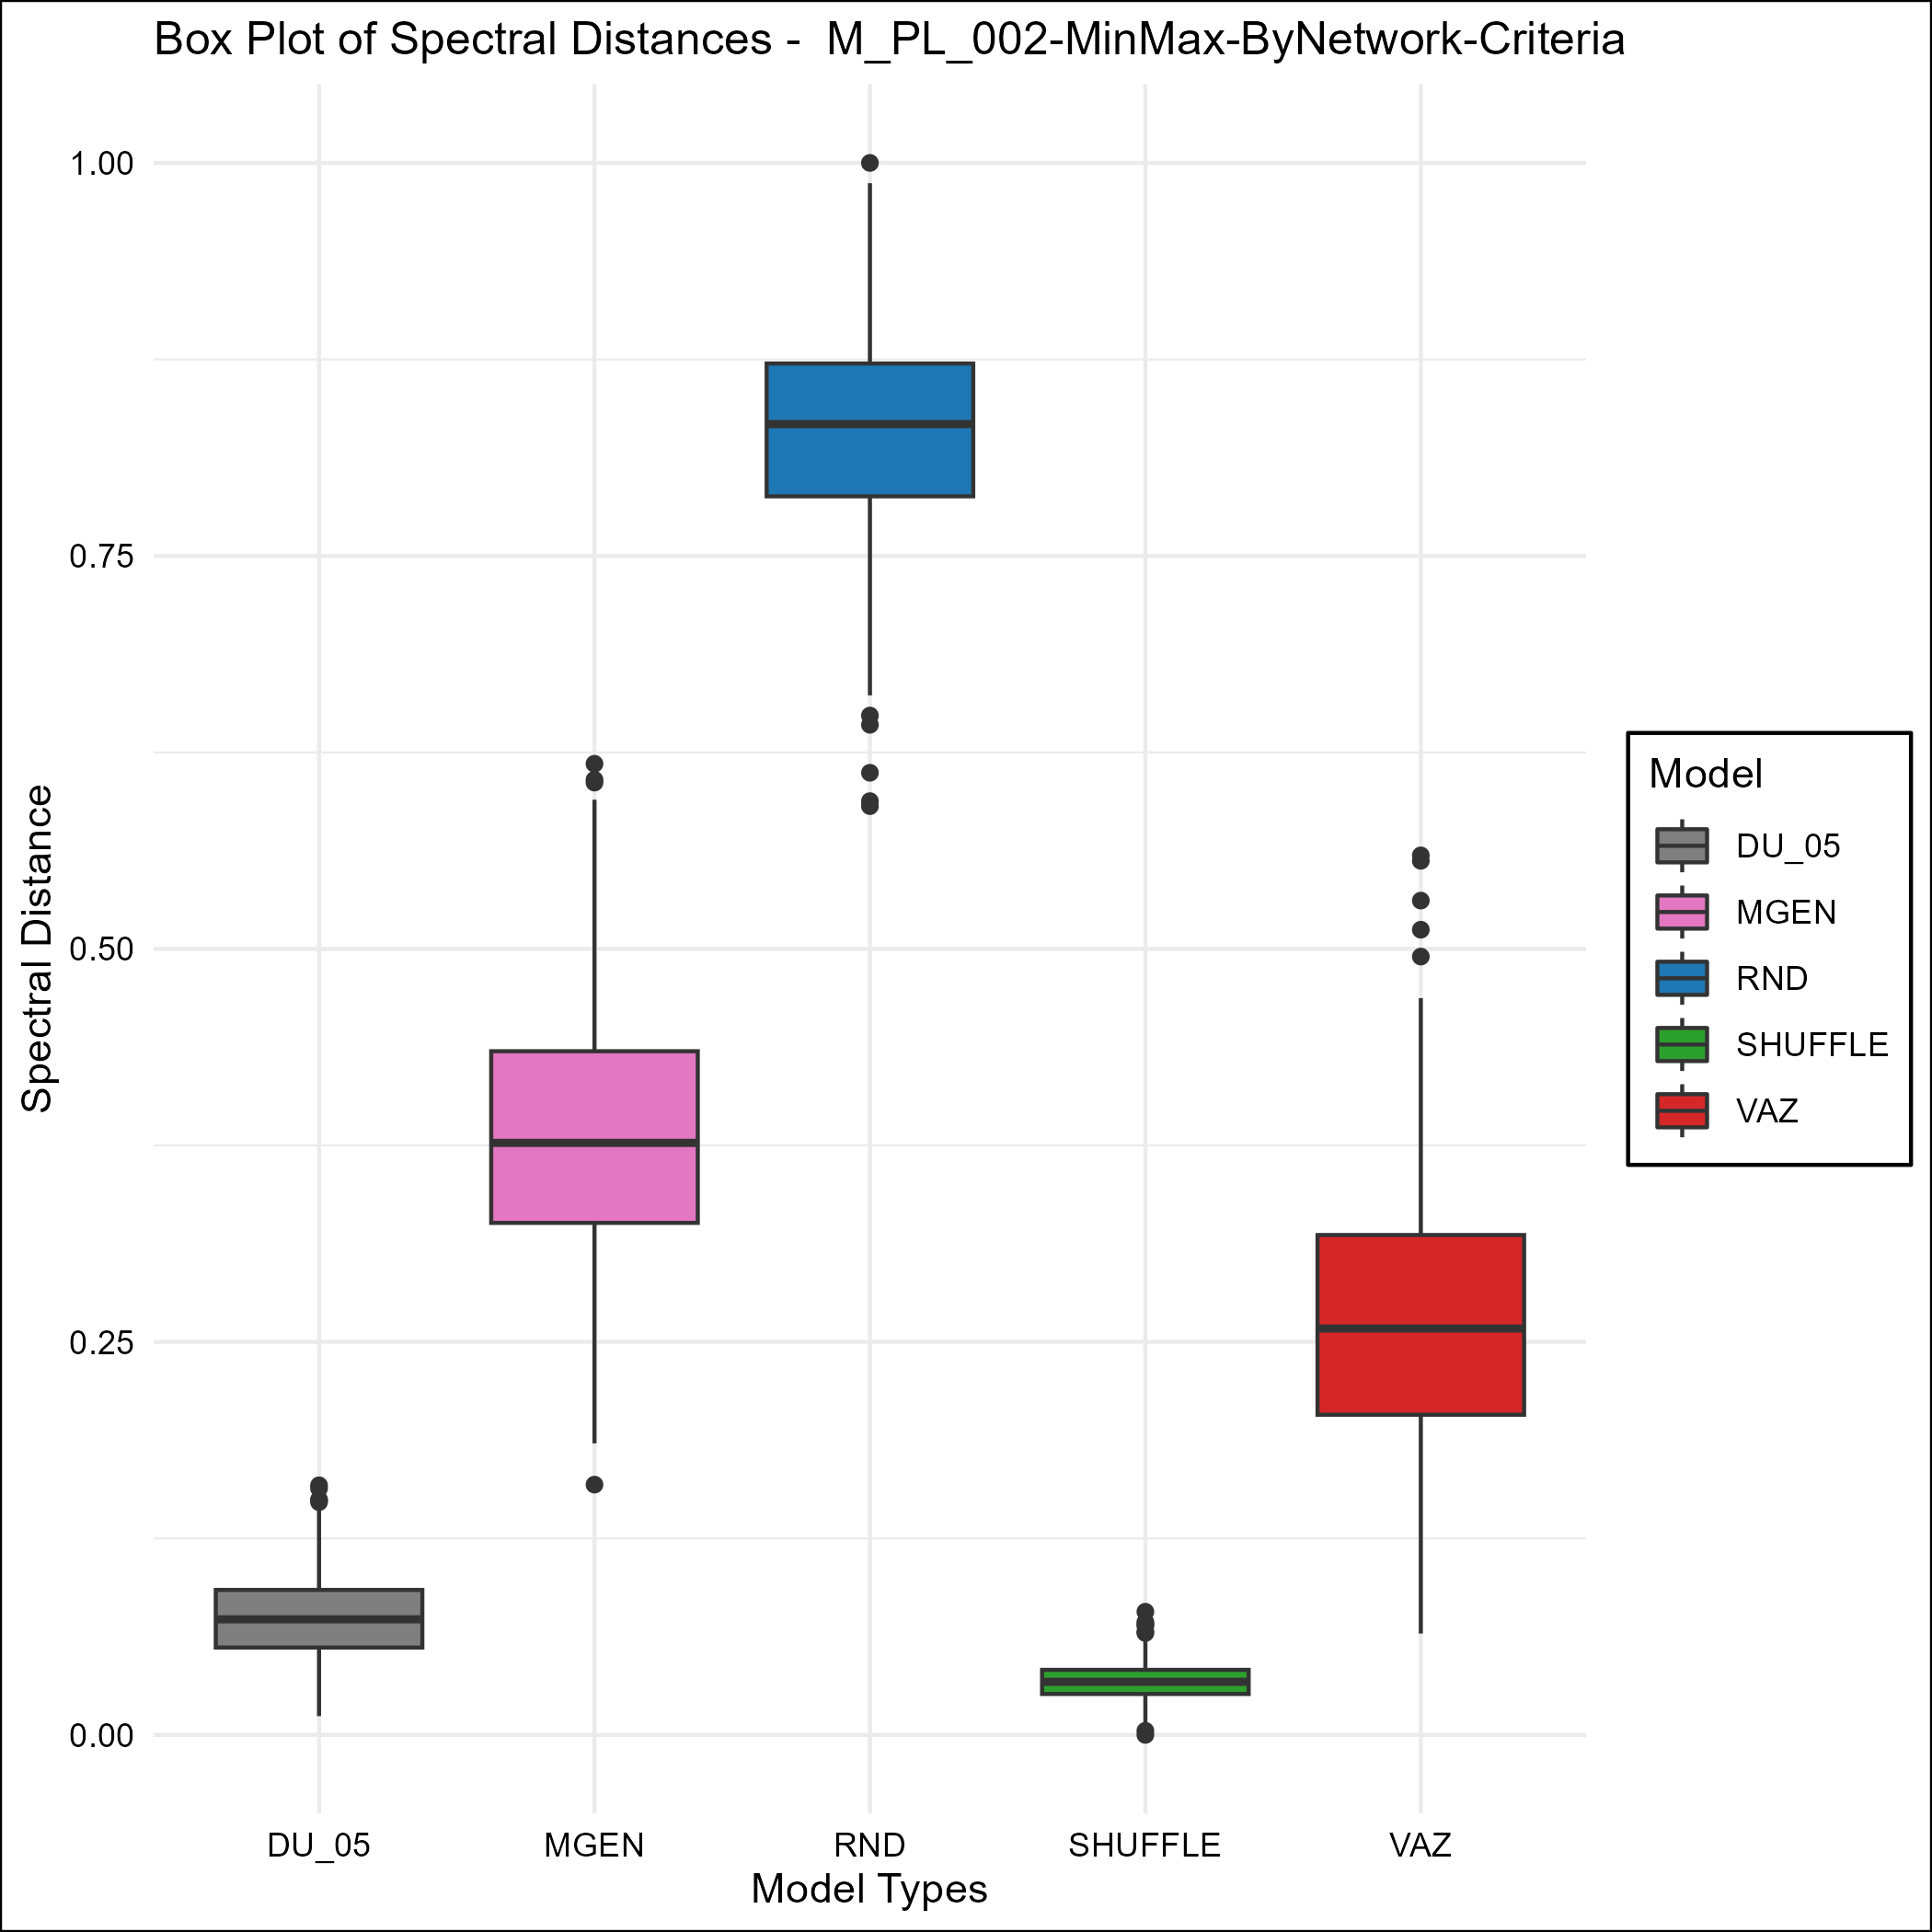 Box Plot of Spectral Distances -  M_PL_002-MinMax-ByNetwork-Criteria
1.00
0.75
0.50
0.25
0.00
Spectral Distance
DU_05
MGEN
RND
SHUFFLE
VAZ
Model Types
Model
DU_05
MGEN
RND
SHUFFLE
VAZ